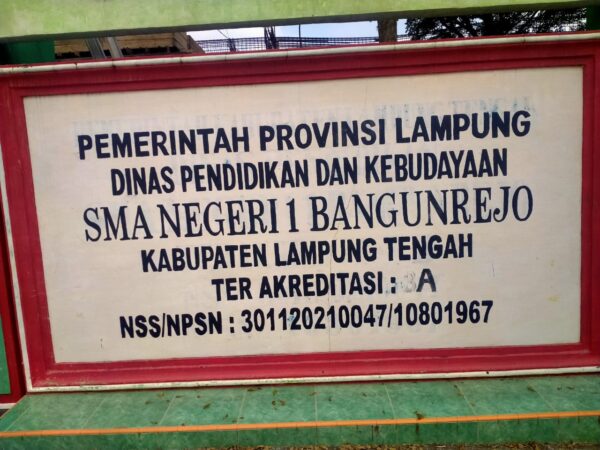 PEMERINTAH PROVINSI LAMPUNG
DINAS PENDIDIKAN DAN KEBUDAYAAN
SMA NEGERI 1 BANGUNREJO
KABUPATEN LAMPUNG TENGAH
TER AKREDITASI : A
NSS/NPSN : 301120210047/10801967